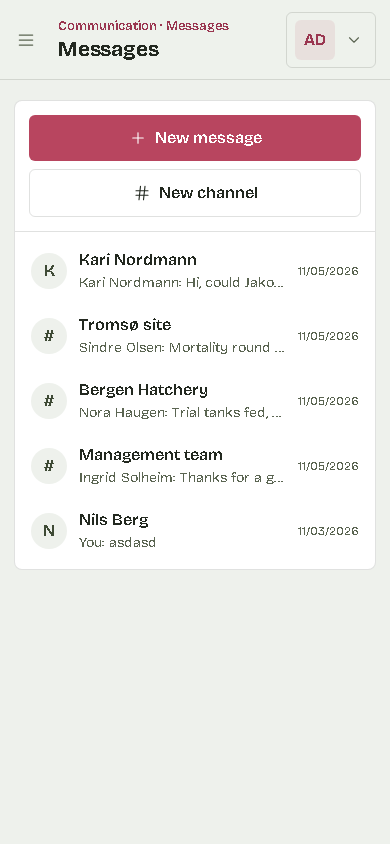 Communication · Messages
Messages
AD
+ New message
# New channel
K
Kari Nordmann
Kari Nordmann: Hi, could Jako...
11/05/2026
#
Tromsø site
Sindre Olsen: Mortality round ...
11/05/2026
#
Bergen Hatchery
Nora Haugen: Trial tanks fed, ...
11/05/2026
#
Management team
Ingrid Solheim: Thanks for a g...
11/05/2026
N
Nils Berg
You: asdasd
11/03/2026